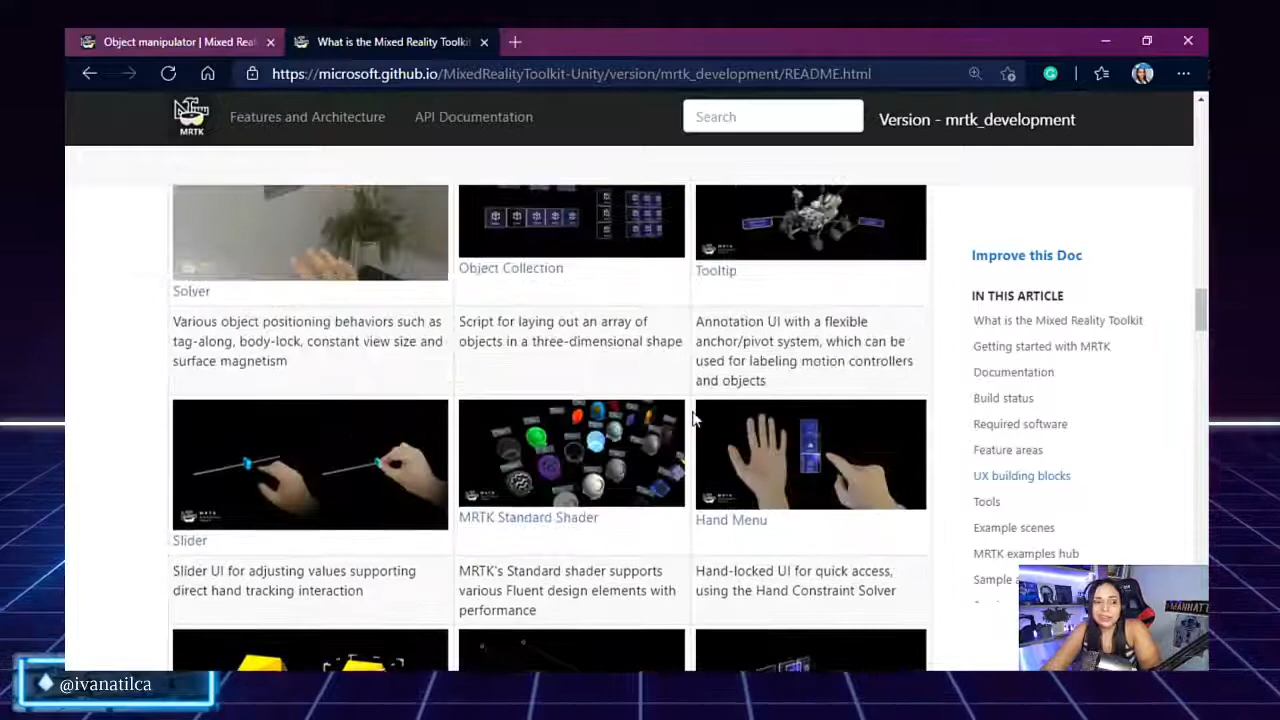 Object manipulator | Mixed Rea
What is the Mixed Reality Toolkit
https://microsoft.github.io/MixedRealityToolkit-Unity/version/mrtk_development/README.html
MRTK
Features and Architecture
API Documentation
Search
Version - mrtk_development
Solver
Object Collection
Tooltip
Various object positioning behaviors such as
tag-along, body-lock, constant view size and
surface magnetism
Script for laying out an array of
objects in a three-dimensional shape
Annotation UI with a flexible
anchor/pivot system, which can be
used for labeling motion controllers
and objects
Slider
MRTK Standard Shader
Hand Menu
Slider UI for adjusting values supporting
direct hand tracking interaction
MRTK's Standard shader supports
various Fluent design elements with
performance
Hand-locked UI for quick access,
using the Hand Constraint Solver
Improve this Doc
IN THIS ARTICLE
What is the Mixed Reality Toolkit
Getting started with MRTK
Documentation
Build status
Required software
Feature areas
UX building blocks
Tools
Example scenes
MRTK examples hub
Sample a
@ivanatilca